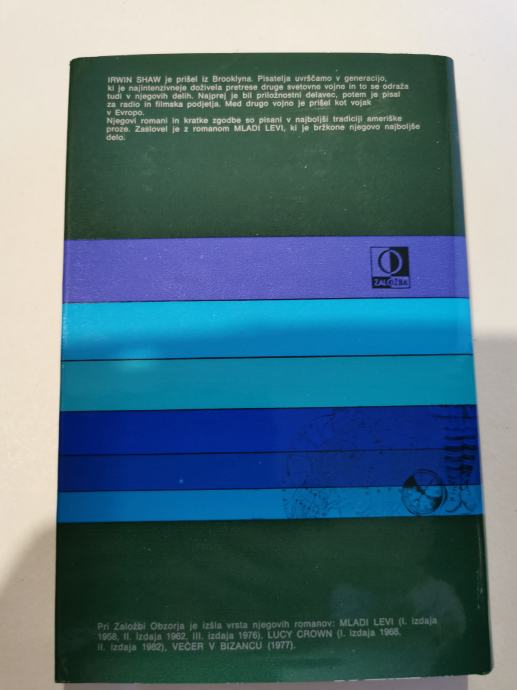 IRWIN SHAW je prišel iz Brooklyna. Pisatelja uvrščamo v generacijo,
ki je najintenzivneje doživela pretrese druge svetovne vojno in to se odraža
tudi v njegovih delih. Najprej je bil priložnostni delavec, potem je pisal
za radio in filmska podjetja. Med drugo vojno je prišel kot vojak
v Evropo.
Njegovi romani in kratke zgodbe so pisani v najboljši tradiciji ameriške
proze. Zaslovel je z romanom MLADI LEVI, ki je bržkone njegovo najboljše
delo.
ZALOŽBA
Pri Založbi Obzorja je izšla vrsta njegovih romanov: MLADI LEVI (I. izdaja
1958, II. izdaja 1962, III. izdaja 1976), LUCY CROWN (I. izdaja 1968,
II. izdaja 1982), VEČER V BIZANCU (1977).